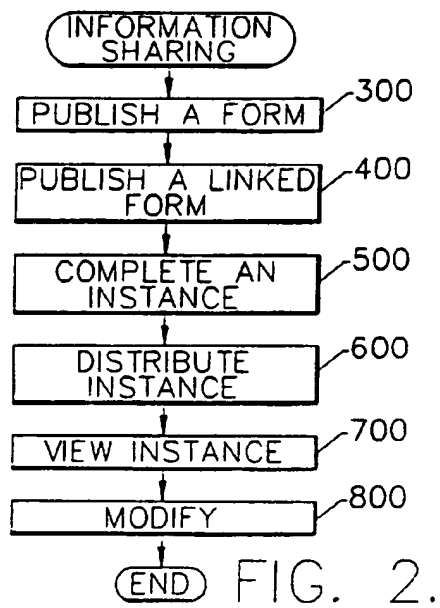 INFORMATION
SHARING
PUBLISH A FORM
300
PUBLISH A LINKED
FORM
400
COMPLETE AN
INSTANCE
500
DISTRIBUTE
INSTANCE
600
VIEW INSTANCE
700
MODIFY
800
END
FIG. 2.